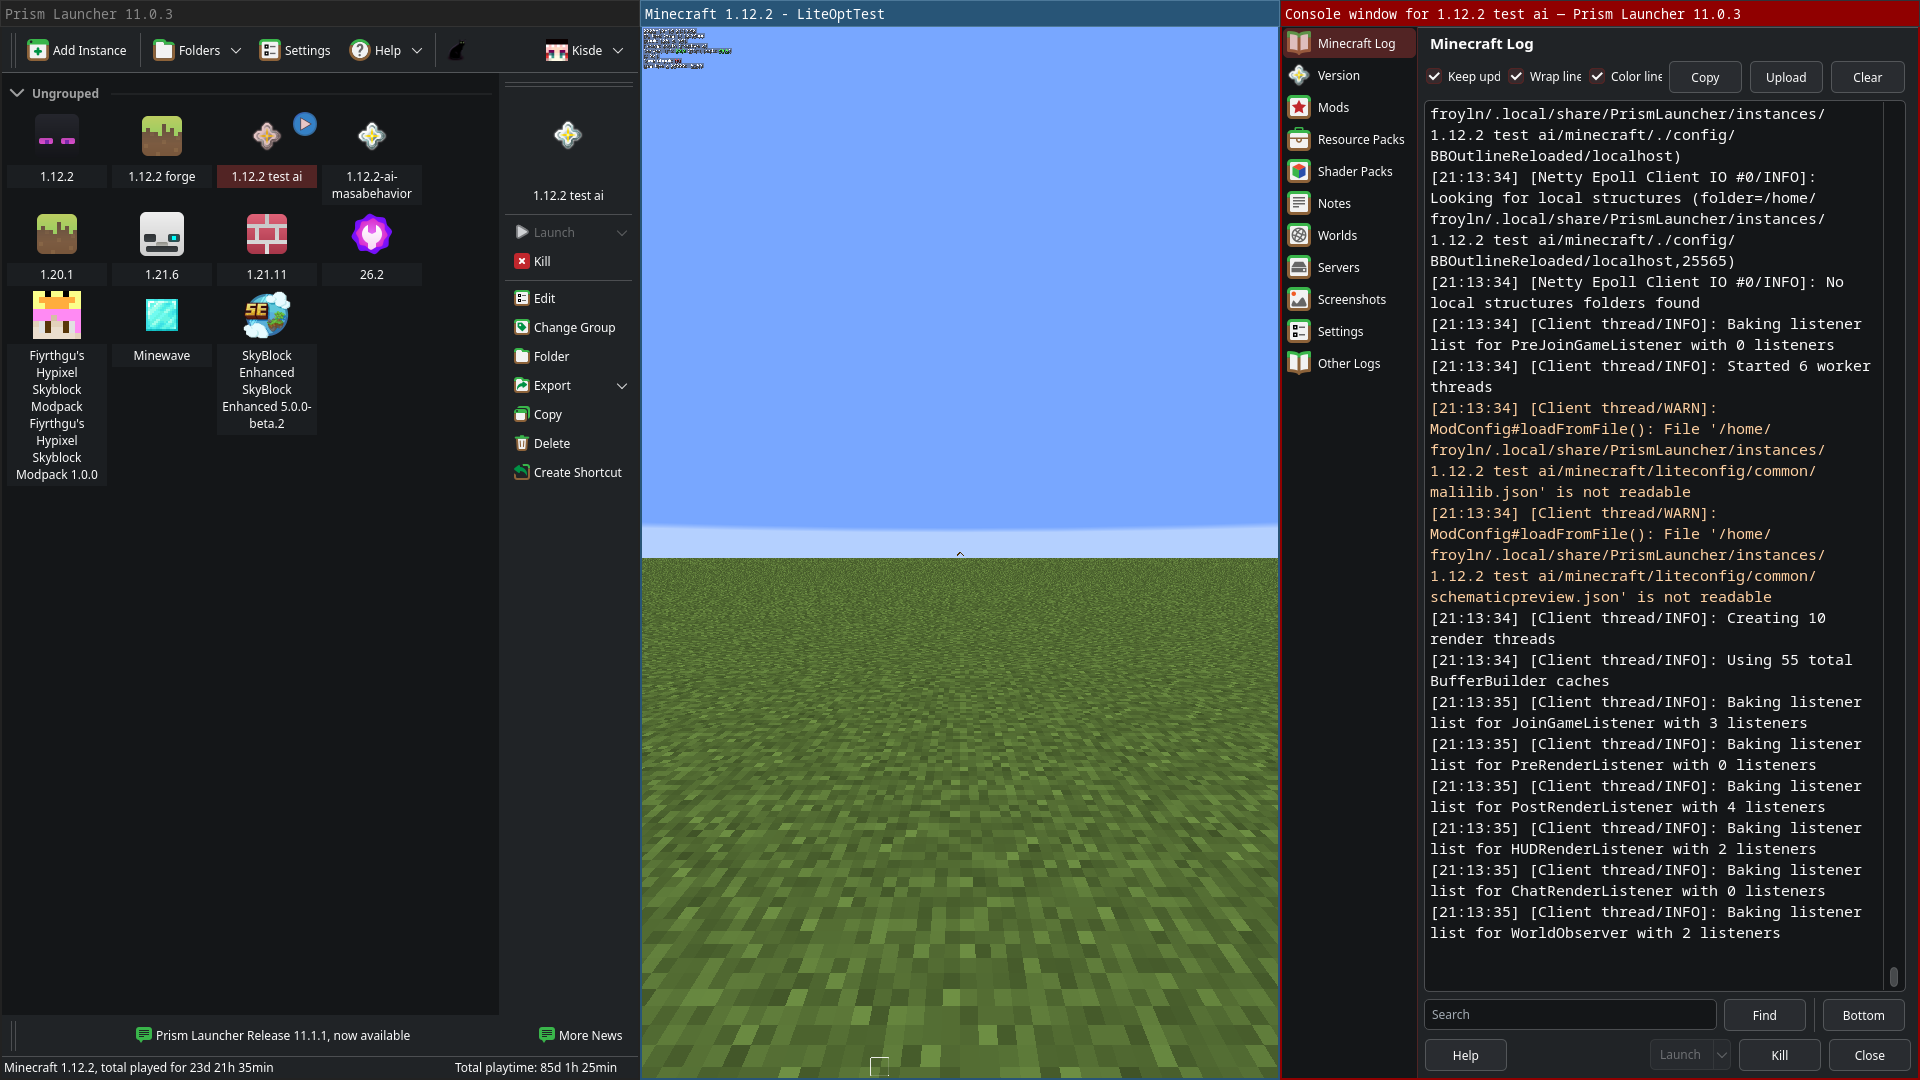 Prism Launcher 11.0.3
Add Instance
Folders
Settings
Help
Kisde
Ungrouped
1.12.2
1.12.2 forge
1.12.2 test ai
1.12.2-ai-
masabehavior
1.20.1
1.21.6
1.21.11
26.2
Fiyrthgu's
Hypixel
Skyblock
Modpack
Fiyrthgu's
Hypixel
Skyblock
Modpack 1.0.0
Minewave
SkyBlock
Enhanced
SkyBlock
Enhanced 5.0.0-
beta.2
1.12.2 test ai
Launch
Kill
Edit
Change Group
Folder
Export
Copy
Delete
Create Shortcut
Prism Launcher Release 11.1.1, now available
More News
Minecraft 1.12.2, total played for 23d 21h 35min
Total playtime: 85d 1h 25min
Minecraft 1.12.2 - LiteOptTest
Console window for 1.12.2 test ai — Prism Launcher 11.0.3
Minecraft Log
Version
Mods
Resource Packs
Shader Packs
Notes
Worlds
Servers
Screenshots
Settings
Other Logs
Minecraft Log
Keep upd
Wrap line
Color line
Copy
Upload
Clear
froyln/.local/share/PrismLauncher/instances/
1.12.2 test ai/minecraft/./config/
BBOutlineReloaded/localhost)
[21:13:34] [Netty Epoll Client IO #0/INFO]:
Looking for local structures (folder=/home/
froyln/.local/share/PrismLauncher/instances/
1.12.2 test ai/minecraft/./config/
BBOutlineReloaded/localhost,25565)
[21:13:34] [Netty Epoll Client IO #0/INFO]: No
local structures folders found
[21:13:34] [Client thread/INFO]: Baking listener
list for PreJoinGameListener with 0 listeners
[21:13:34] [Client thread/INFO]: Started 6 worker
threads
[21:13:34] [Client thread/WARN]:
ModConfig#loadFromFile(): File '/home/
froyln/.local/share/PrismLauncher/instances/
1.12.2 test ai/minecraft/liteconfig/common/
malilib.json' is not readable
[21:13:34] [Client thread/WARN]:
ModConfig#loadFromFile(): File '/home/
froyln/.local/share/PrismLauncher/instances/
1.12.2 test ai/minecraft/liteconfig/common/
schematicpreview.json' is not readable
[21:13:34] [Client thread/INFO]: Creating 10
render threads
[21:13:34] [Client thread/INFO]: Using 55 total
BufferBuilder caches
[21:13:35] [Client thread/INFO]: Baking listener
list for JoinGameListener with 3 listeners
[21:13:35] [Client thread/INFO]: Baking listener
list for PreRenderListener with 0 listeners
[21:13:35] [Client thread/INFO]: Baking listener
list for PostRenderListener with 4 listeners
[21:13:35] [Client thread/INFO]: Baking listener
list for HUDRenderListener with 2 listeners
[21:13:35] [Client thread/INFO]: Baking listener
list for ChatRenderListener with 0 listeners
[21:13:35] [Client thread/INFO]: Baking listener
list for WorldObserver with 2 listeners
Search
Find
Bottom
Help
Launch
Kill
Close